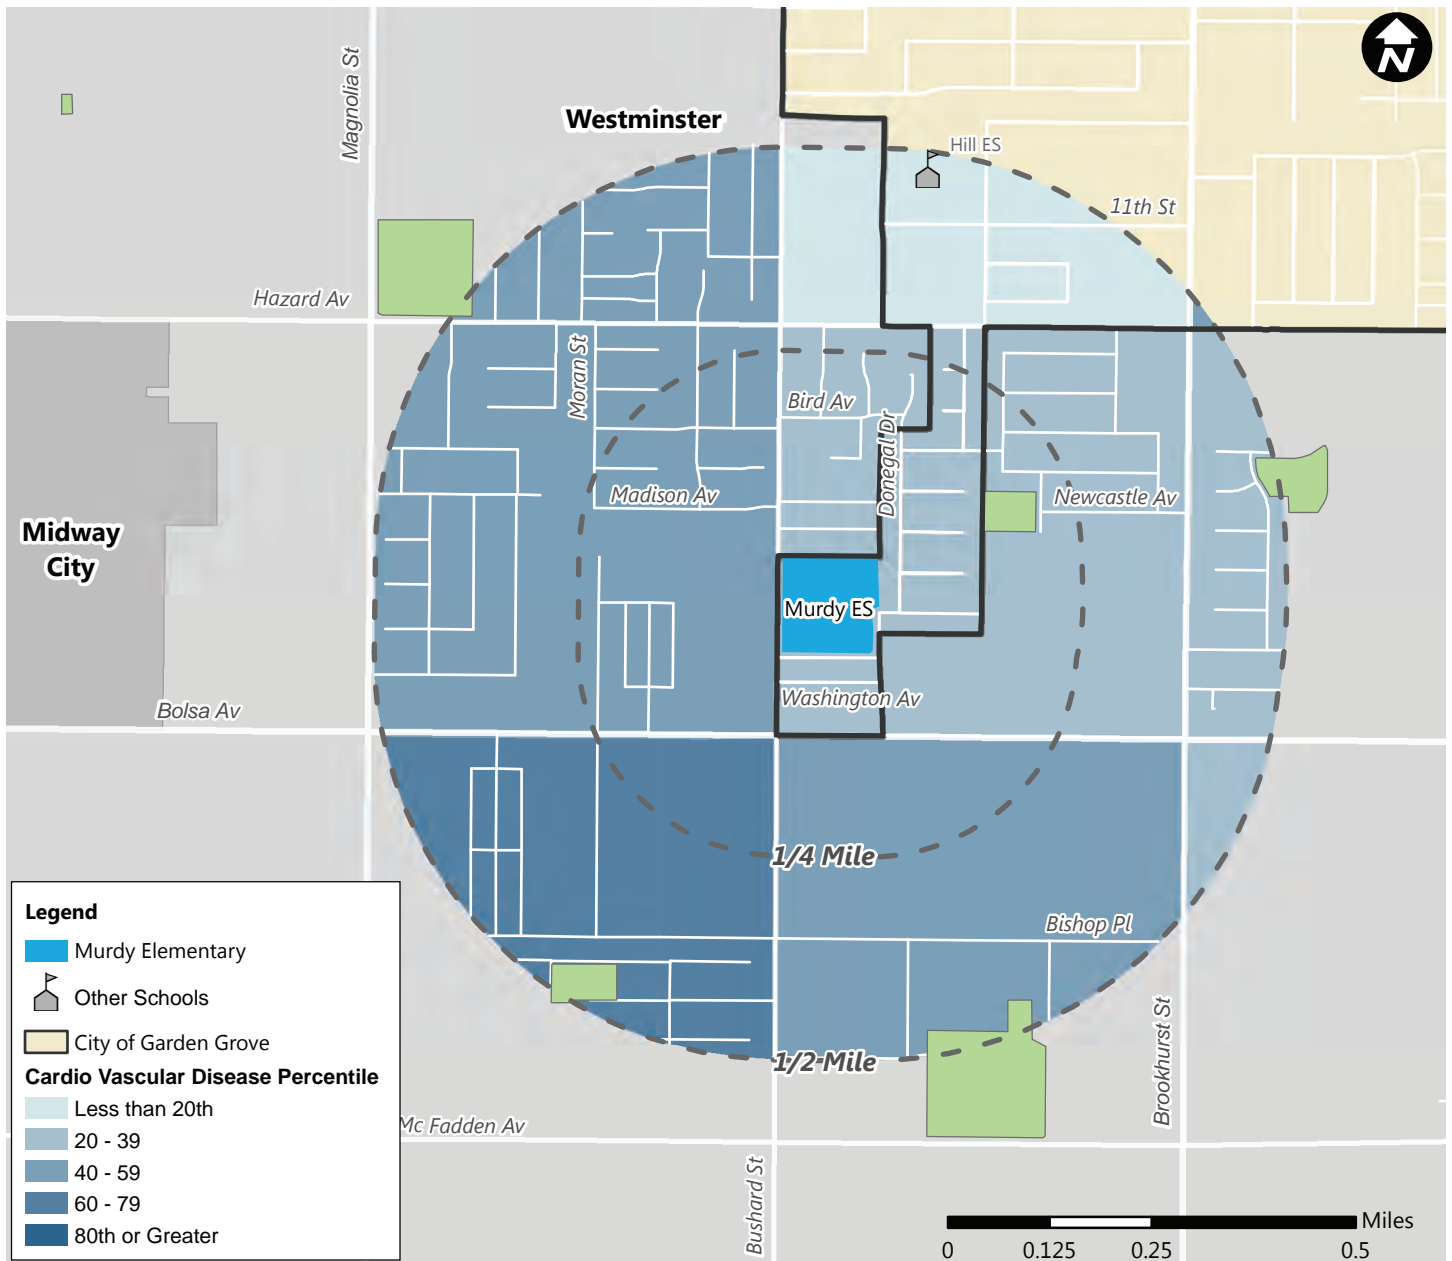 Magnolia St
Westminster
N
Hill ES
11th St
Hazard Av
Moran St
Bird Av
Donegal Dr
Madison Av
Newcastle Av
Midway
City
Murdy ES
Washington Av
Bolsa Av
1/4 Mile
Bishop Pl
1/2 Mile
Brookhurst St
Mc Fadden Av
Bushard St
Legend
Murdy Elementary
Other Schools
City of Garden Grove
Cardio Vascular Disease Percentile
Less than 20th
20 - 39
40 - 59
60 - 79
80th or Greater
Miles
0 0.125 0.25 0.5